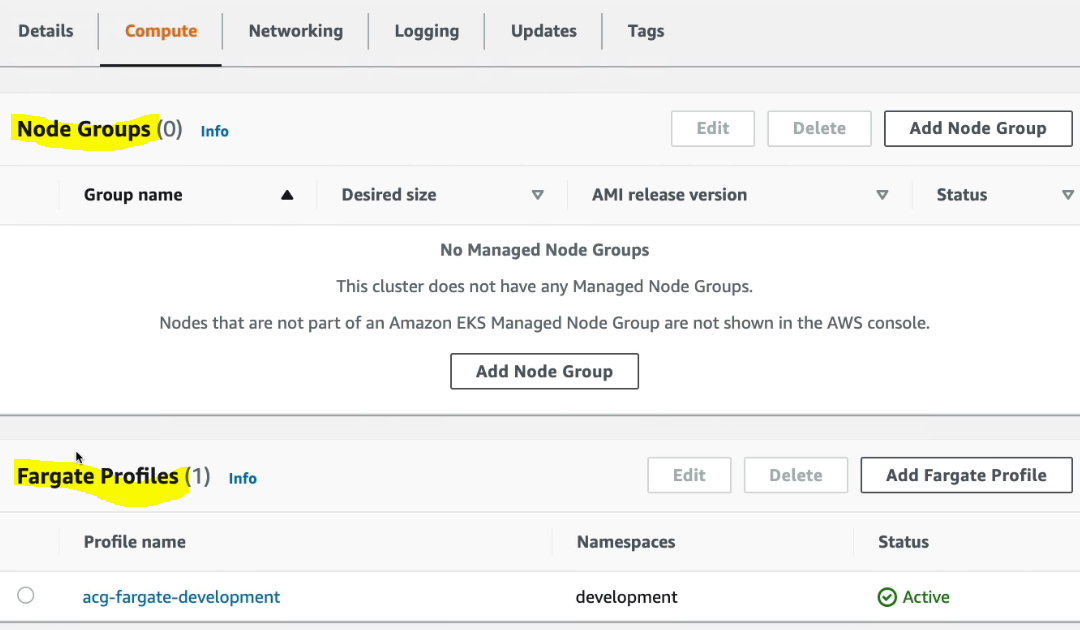 Details Compute Networking Logging Updates Tags
Node Groups (0) Info Edit Delete Add Node Group
Group name Desired size AMI release version Status
No Managed Node Groups
This cluster does not have any Managed Node Groups.
Nodes that are not part of an Amazon EKS Managed Node Group are not shown in the AWS console.
Add Node Group
Fargate Profiles (1) Info Edit Delete Add Fargate Profile
Profile name Namespaces Status
acg-fargate-development development Active